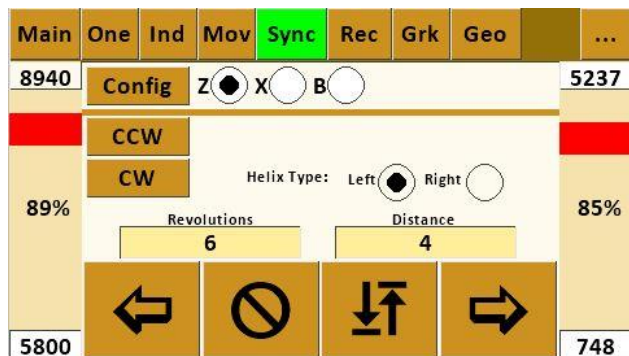 Main One Ind Mov Sync Rec Grk Geo ...
8940 Config Z X B 5237
CCW
CW Helix Type: Left Right
89% 85%
Revolutions Distance
6 4
5800 748